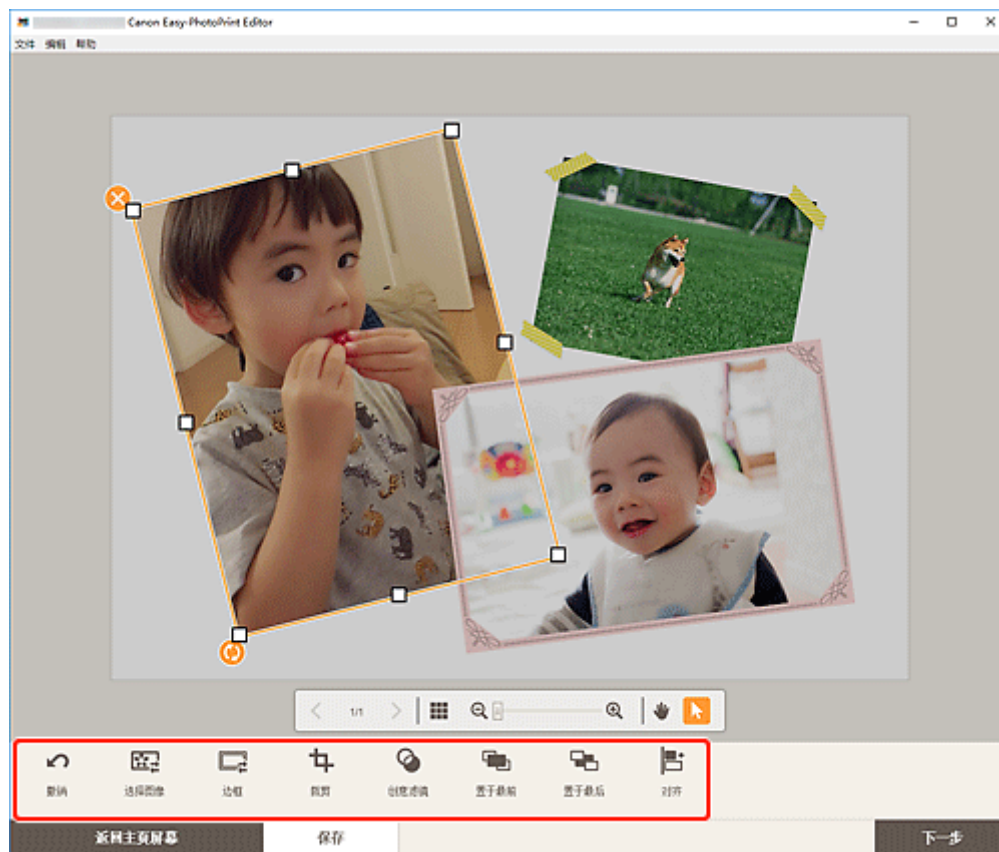 Canon Easy-PhotoPrint Editor
文件 编辑 帮助
1/1
撤销 选择图像 边框 裁剪 创意滤镜 置于最前 置于最后 对齐
返回主页屏幕 保存 下一步